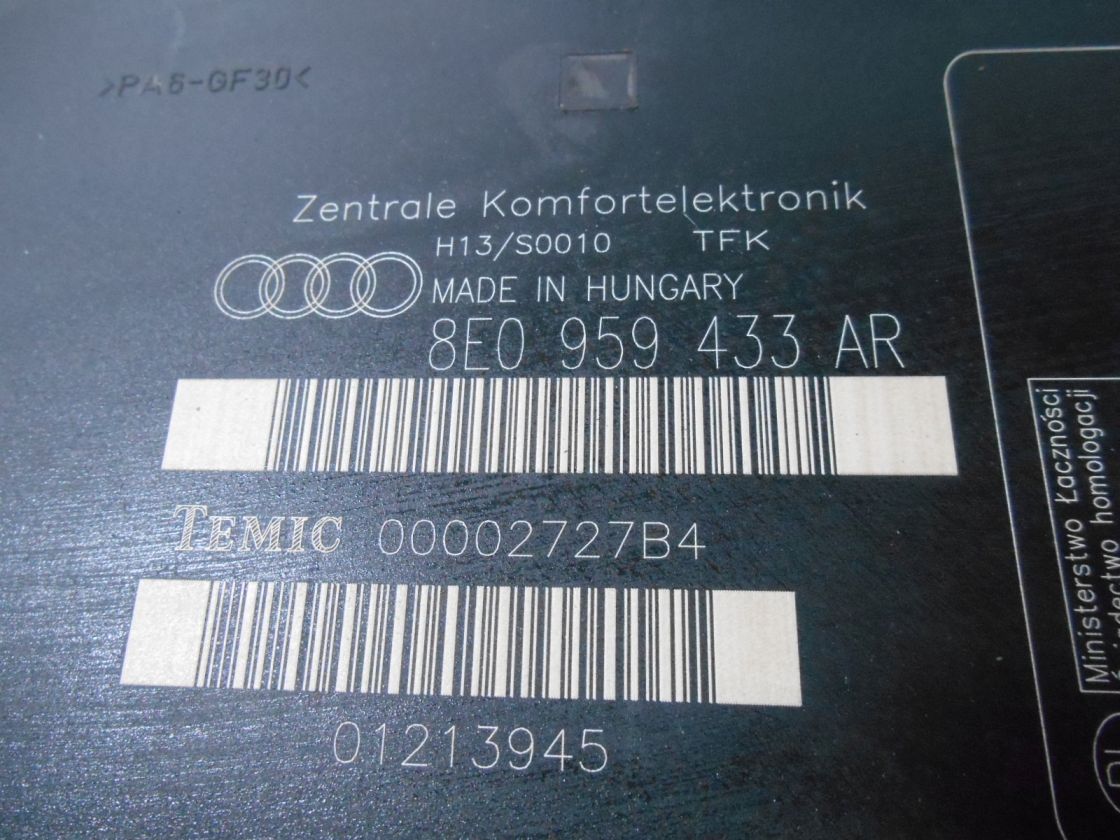 >PA6-GF30<
Zentrale Komfortelektronik
H13/S0010 TFK
MADE IN HUNGARY
8E0 959 433 AR
TEMIC 00002727B4
01213945
Ministerstwo Łączności
homologacji